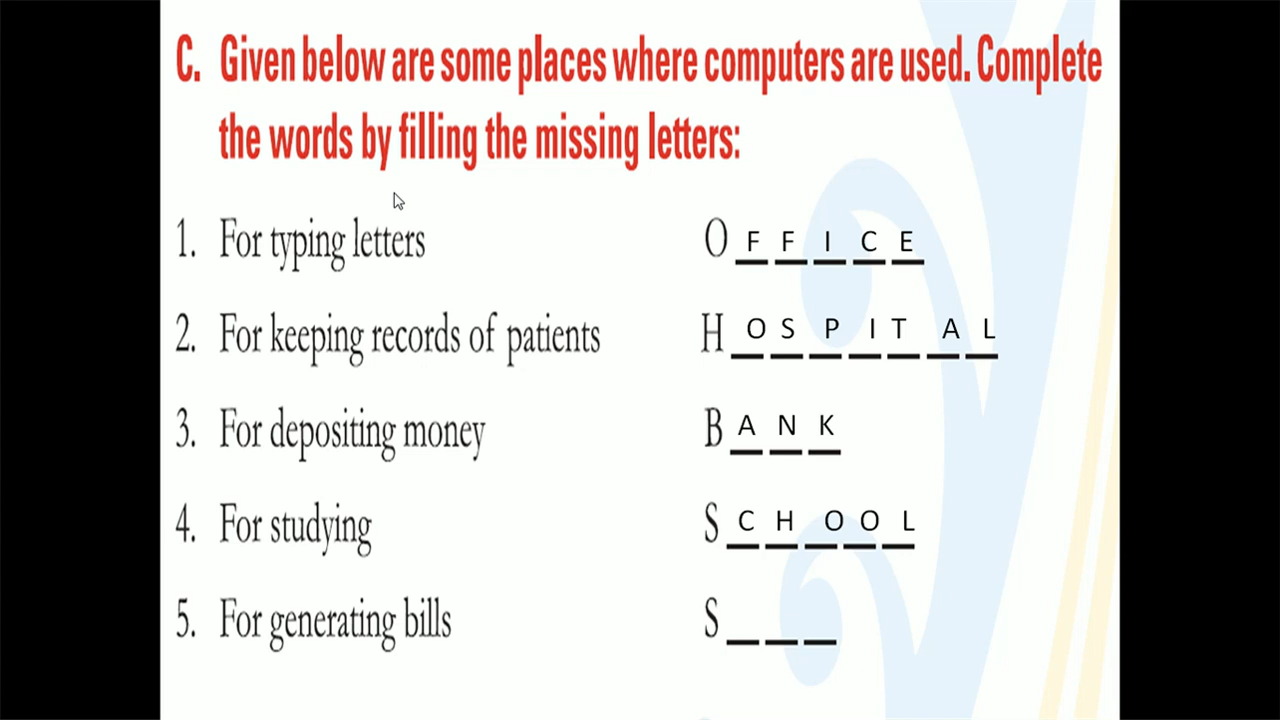 C. Given below are some places where computers are used. Complete
the words by filling the missing letters:
1. For typing letters O F F I C E
2. For keeping records of patients H O S P I T A L
3. For depositing money B A N K
4. For studying S C H O O L
5. For generating bills S _ _ _